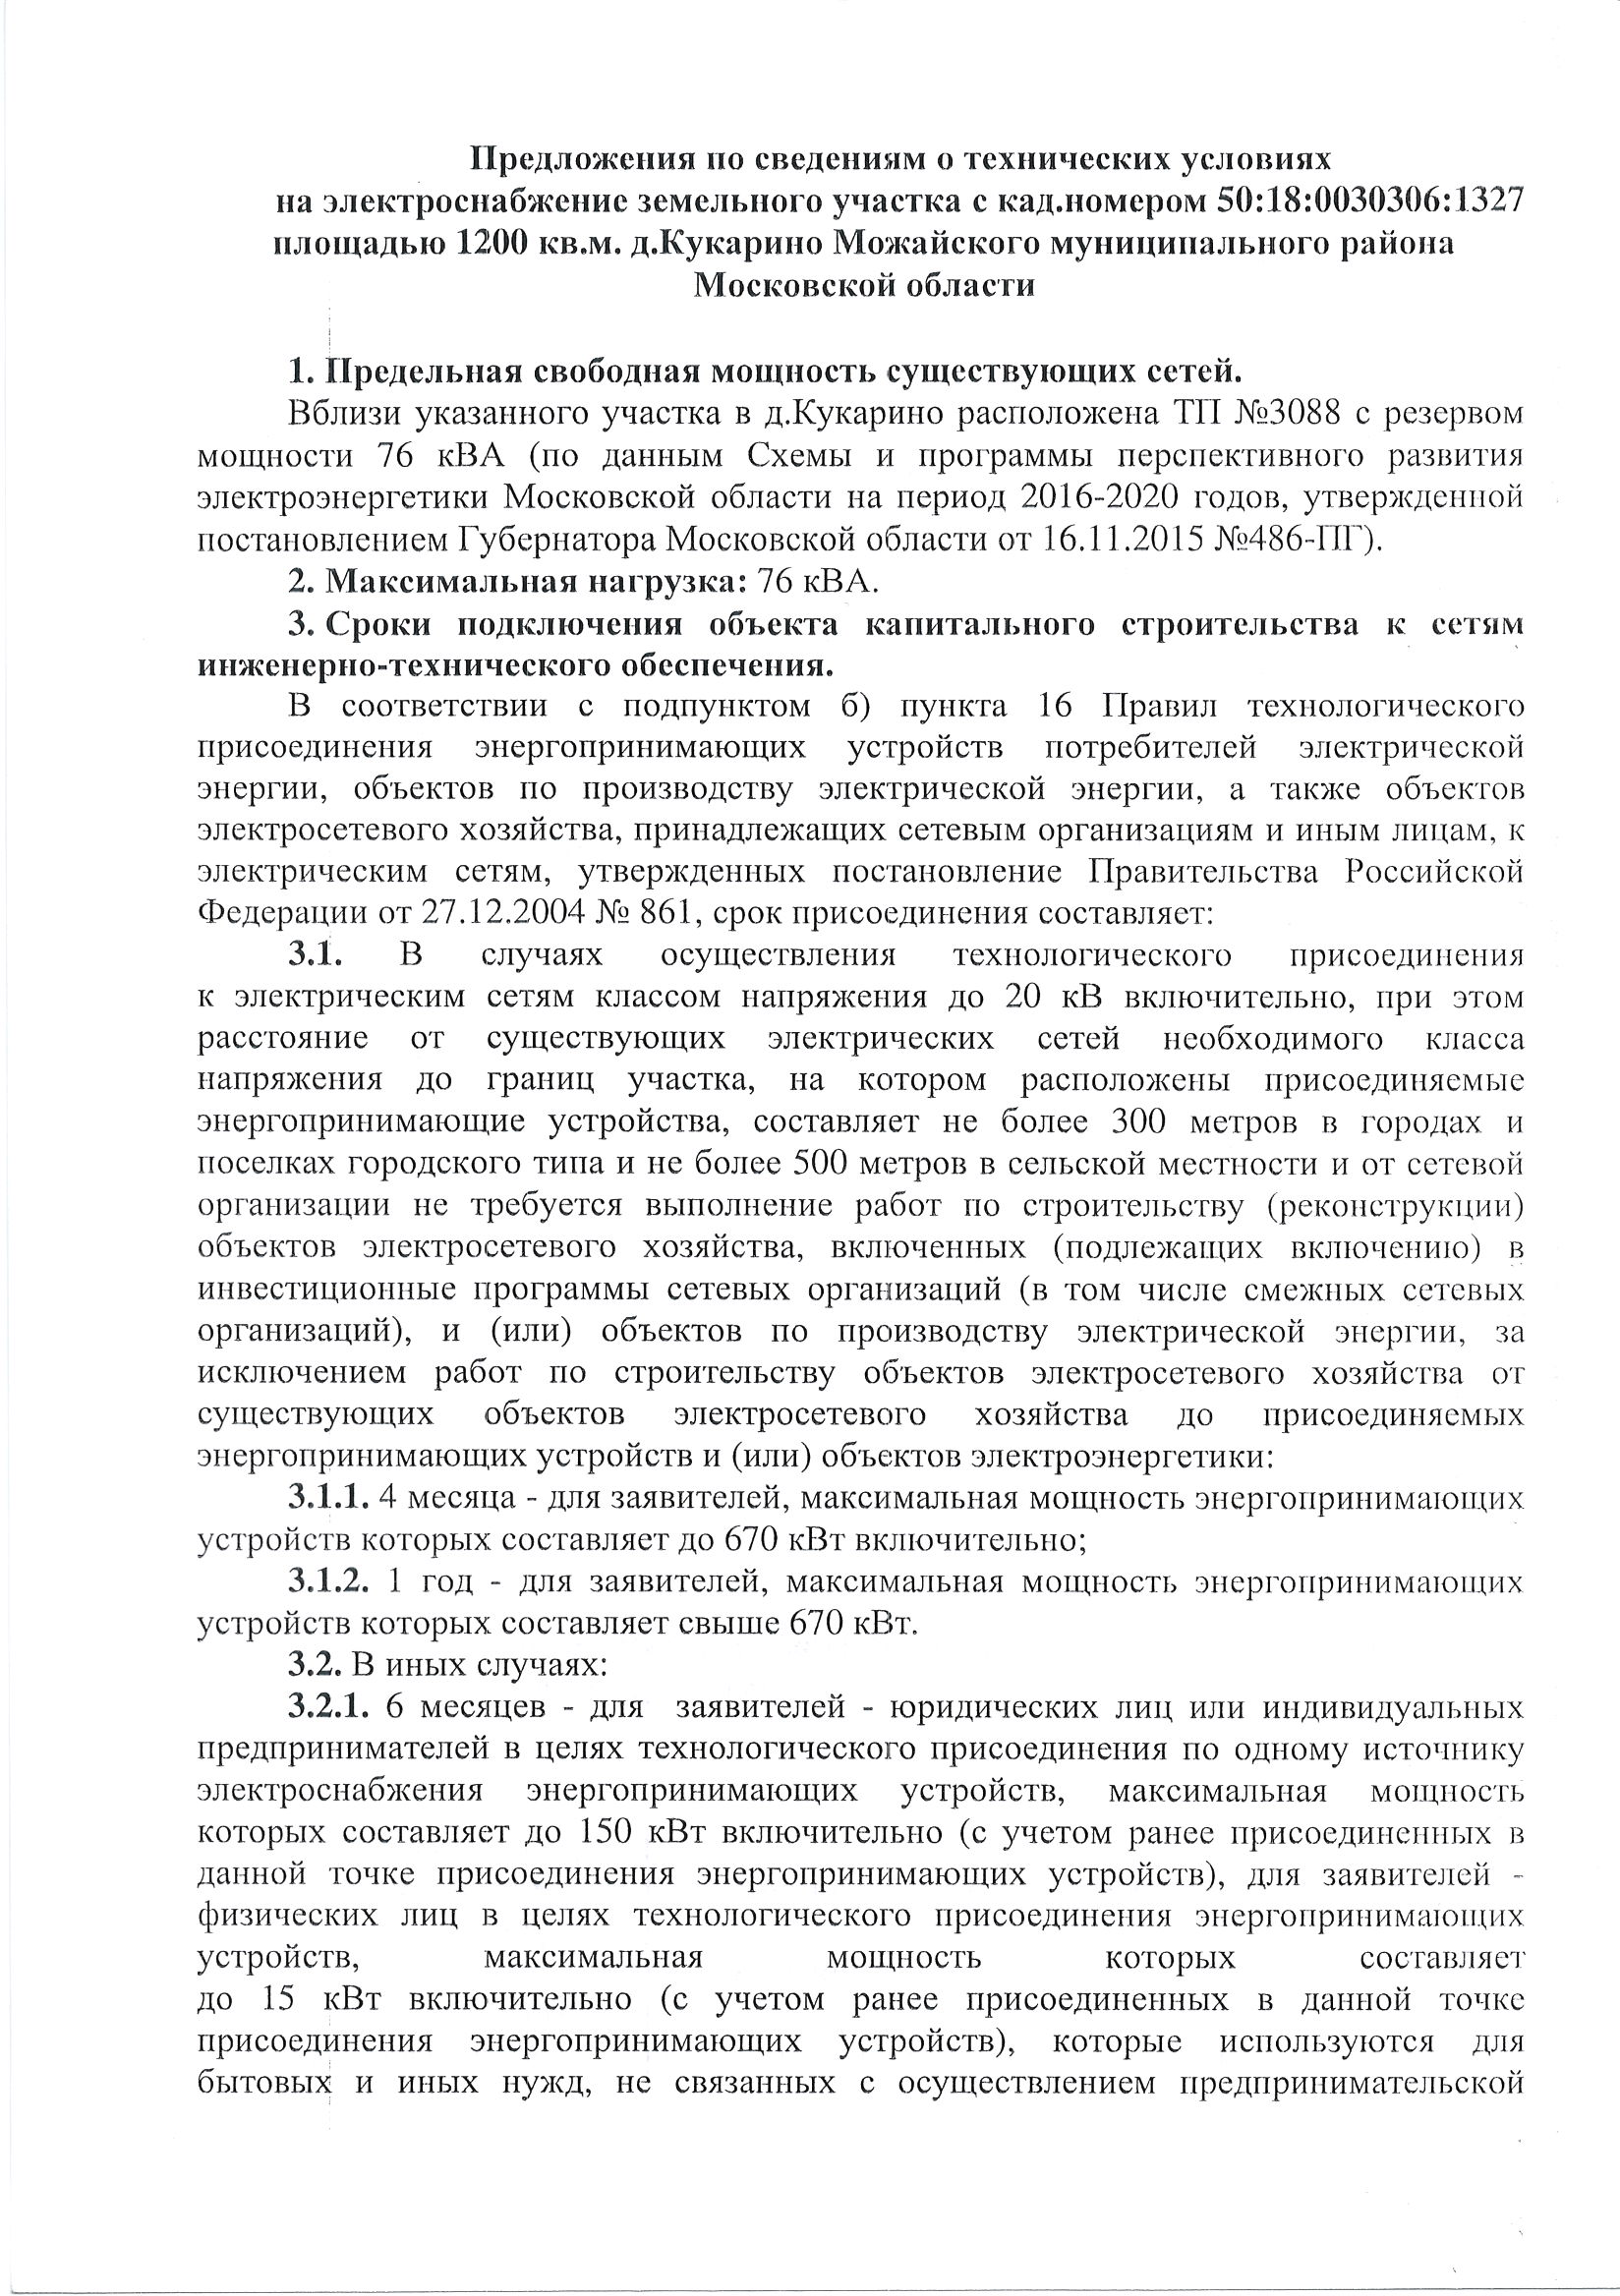 Предложения по сведениям о технических условиях
на электроснабжение земельного участка с кад.номером 50:18:0030306:1327
площадью 1200 кв.м. д.Кукарино Можайского муниципального района
Московской области
1. Предельная свободная мощность существующих сетей.
Вблизи указанного участка в д.Кукарино расположена ТП №3088 с резервом
мощности 76 кВА (по данным Схемы и программы перспективного развития
электроэнергетики Московской области на период 2016-2020 годов, утвержденной
постановлением Губернатора Московской области от 16.11.2015 №486-ПГ).
2. Максимальная нагрузка: 76 кВА.
3. Сроки подключения объекта капитального строительства к сетям
инженерно-технического обеспечения.
В соответствии с подпунктом б) пункта 16 Правил технологического
присоединения энергопринимающих устройств потребителей электрической
энергии, объектов по производству электрической энергии, а также объектов
электросетевого хозяйства, принадлежащих сетевым организациям и иным лицам, к
электрическим сетям, утвержденных постановление Правительства Российской
Федерации от 27.12.2004 № 861, срок присоединения составляет:
3.1. В случаях осуществления технологического присоединения
к электрическим сетям классом напряжения до 20 кВ включительно, при этом
расстояние от существующих электрических сетей необходимого класса
напряжения до границ участка, на котором расположены присоединяемые
энергопринимающие устройства, составляет не более 300 метров в городах и
поселках городского типа и не более 500 метров в сельской местности и от сетевой
организации не требуется выполнение работ по строительству (реконструкции)
объектов электросетевого хозяйства, включенных (подлежащих включению) в
инвестиционные программы сетевых организаций (в том числе смежных сетевых
организаций), и (или) объектов по производству электрической энергии, за
исключением работ по строительству объектов электросетевого хозяйства от
существующих объектов электросетевого хозяйства до присоединяемых
энергопринимающих устройств и (или) объектов электроэнергетики:
3.1.1. 4 месяца - для заявителей, максимальная мощность энергопринимающих
устройств которых составляет до 670 кВт включительно;
3.1.2. 1 год - для заявителей, максимальная мощность энергопринимающих
устройств которых составляет свыше 670 кВт.
3.2. В иных случаях:
3.2.1. 6 месяцев - для заявителей - юридических лиц или индивидуальных
предпринимателей в целях технологического присоединения по одному источнику
электроснабжения энергопринимающих устройств, максимальная мощность
которых составляет до 150 кВт включительно (с учетом ранее присоединенных в
данной точке присоединения энергопринимающих устройств), для заявителей -
физических лиц в целях технологического присоединения энергопринимающих
устройств, максимальная мощность которых составляет
до 15 кВт включительно (с учетом ранее присоединенных в данной точке
присоединения энергопринимающих устройств), которые используются для
бытовых и иных нужд, не связанных с осуществлением предпринимательской